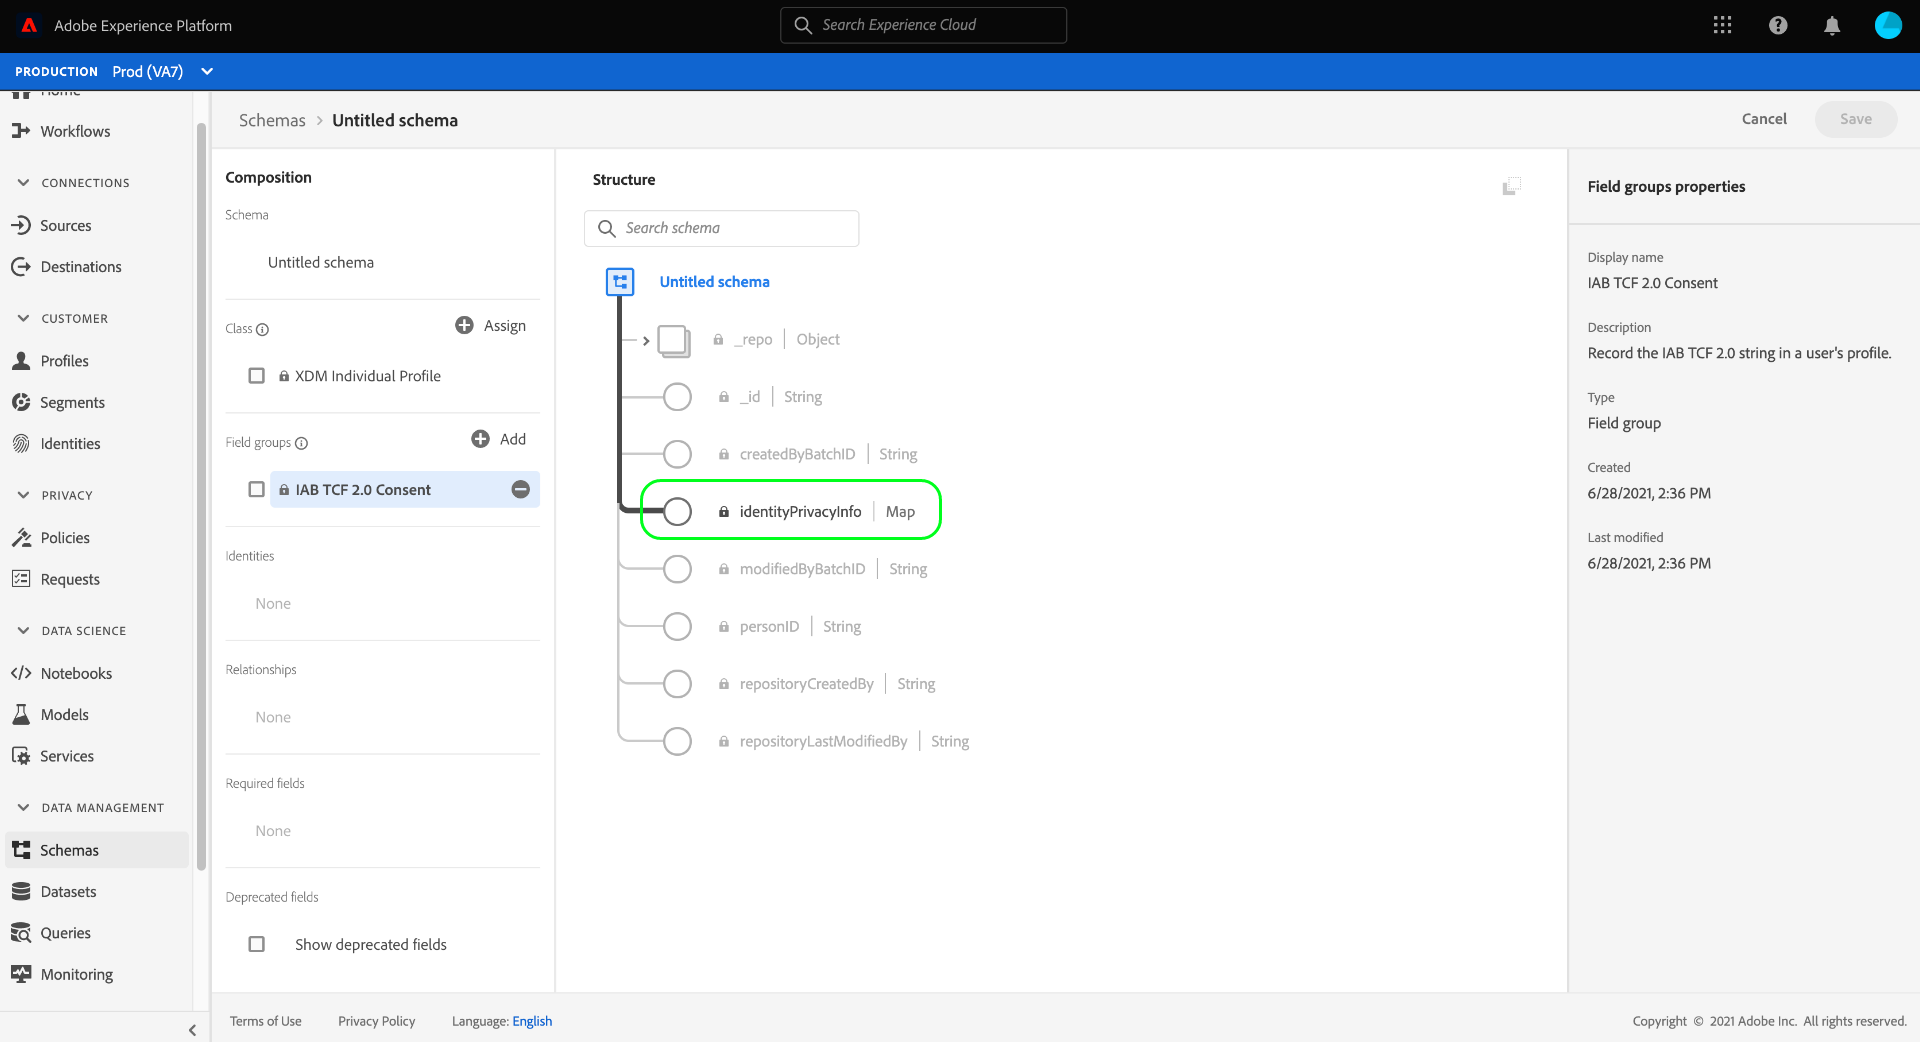 Adobe Experience Platform
Search Experience Cloud
PRODUCTION Prod (VA7)
Home
Workflows
CONNECTIONS
Sources
Destinations
CUSTOMER
Profiles
Segments
Identities
PRIVACY
Policies
Requests
DATA SCIENCE
Notebooks
Models
Services
DATA MANAGEMENT
Schemas
Datasets
Queries
Monitoring
Schemas > Untitled schema
Cancel
Save
Composition
Schema
Untitled schema
Class
Assign
XDM Individual Profile
Field groups
Add
IAB TCF 2.0 Consent
Identities
None
Relationships
None
Required fields
None
Deprecated fields
Show deprecated fields
Structure
Search schema
Untitled schema
_repo | Object
_id | String
createdByBatchID | String
identityPrivacyInfo | Map
modifiedByBatchID | String
personID | String
repositoryCreatedBy | String
repositoryLastModifiedBy | String
Field groups properties
Display name
IAB TCF 2.0 Consent
Description
Record the IAB TCF 2.0 string in a user's profile.
Type
Field group
Created
6/28/2021, 2:36 PM
Last modified
6/28/2021, 2:36 PM
Terms of Use
Privacy Policy
Language: English
Copyright © 2021 Adobe Inc. All rights reserved.